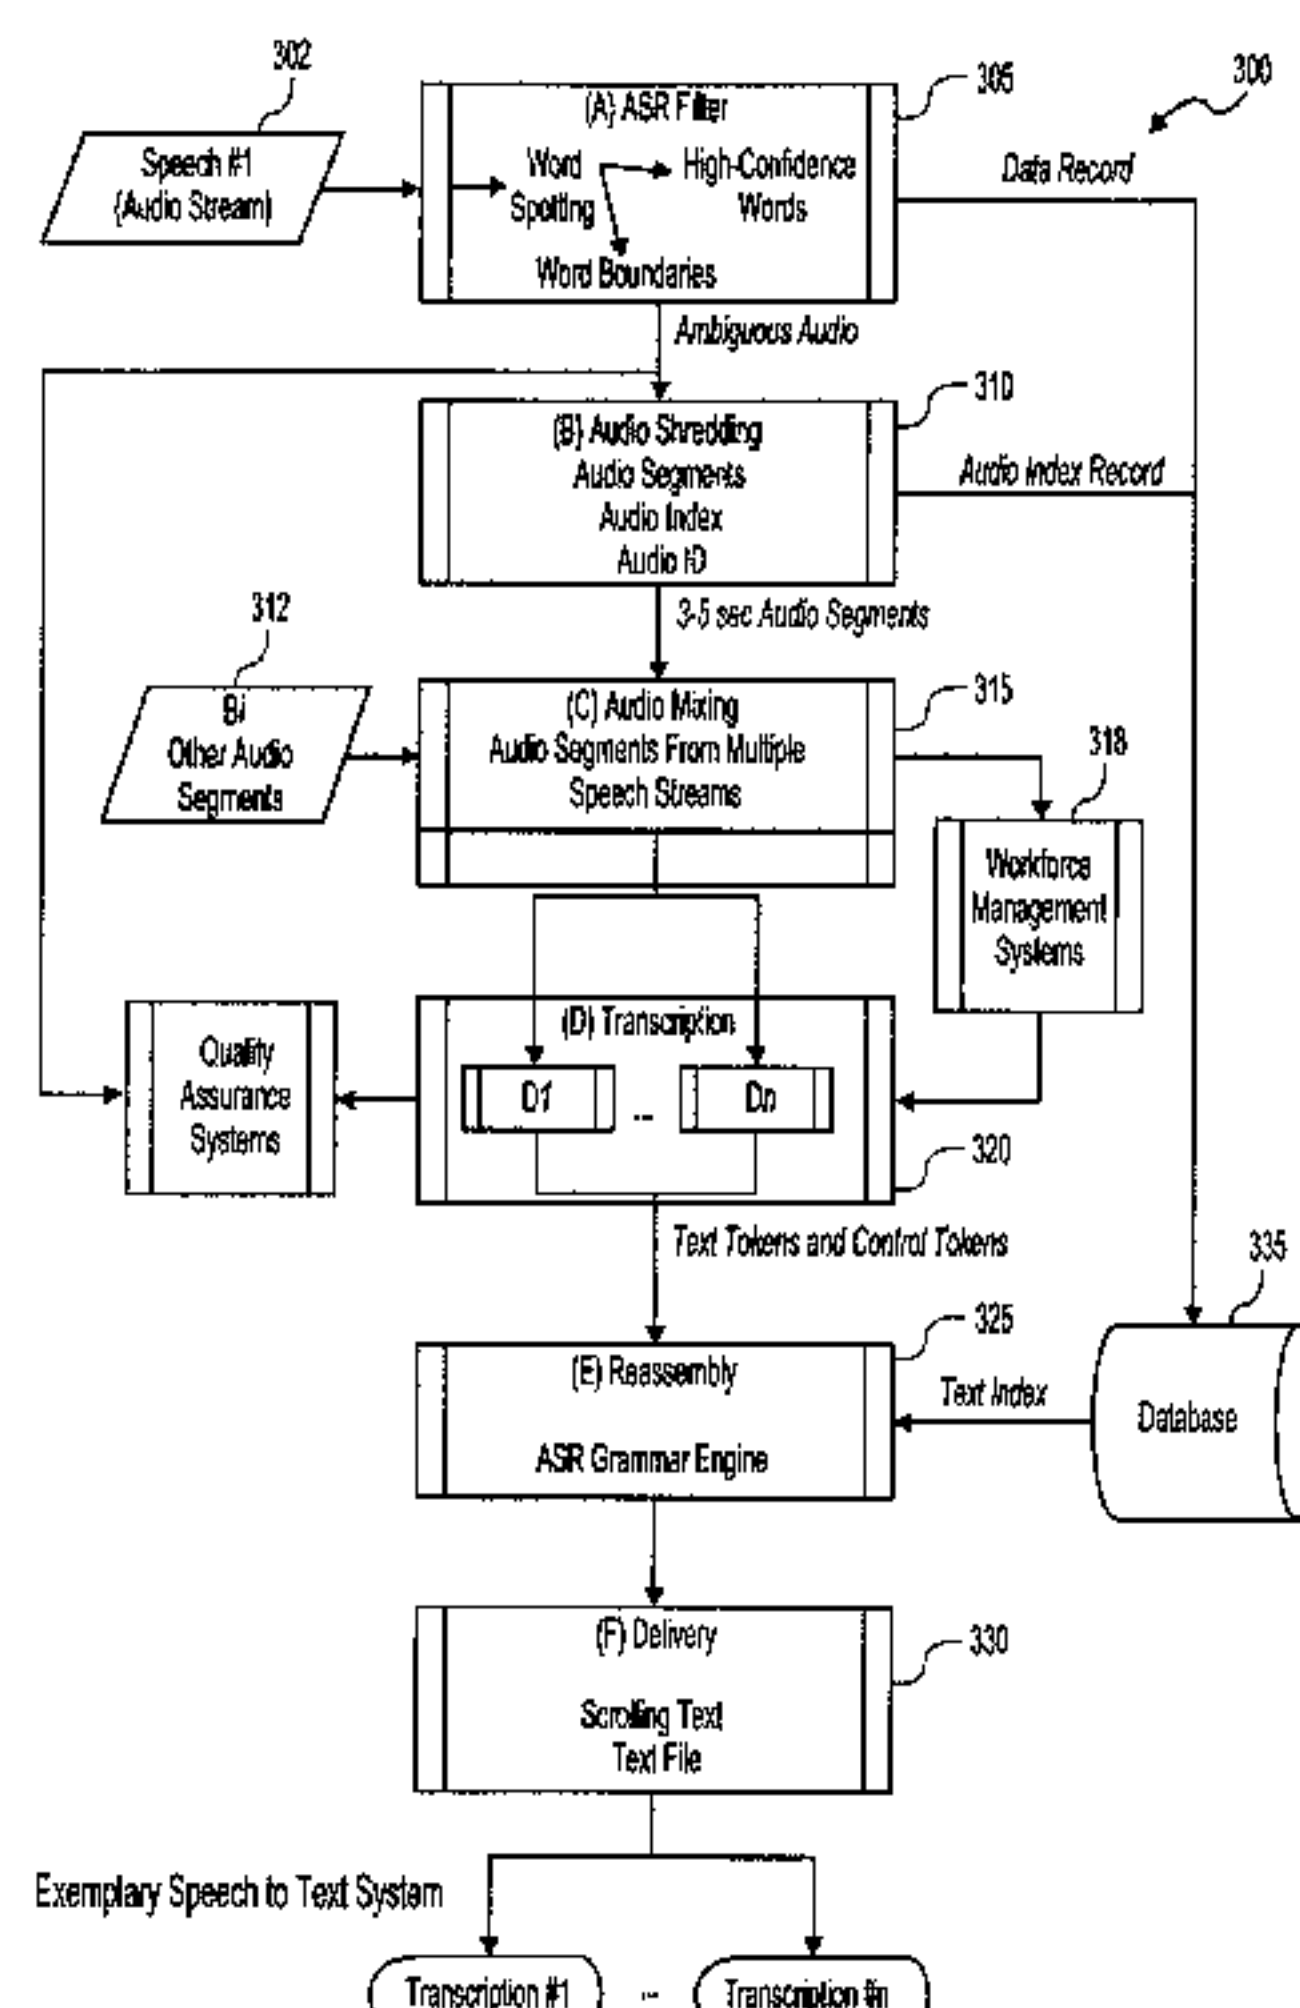 302
305
300
(A) ASR Filter
Speech #1
(Audio Stream)
Word
Spotting
High-Confidence
Words
Data Record
Word Boundaries
Ambiguous Audio
310
(B) Audio Shredding
Audio Segments
Audio Index
Audio ID
Audio Index Record
312
3-5 sec Audio Segments
315
Bi
Other Audio
Segments
(C) Audio Mixing
Audio Segments From Multiple
Speech Streams
318
Workforce
Management
Systems
Quality
Assurance
Systems
(D) Transcription
D1
...
Dn
320
Text Tokens and Control Tokens
335
325
(E) Reassembly
ASR Grammar Engine
Text Index
Database
(F) Delivery
330
Scrolling Text
Text File
Exemplary Speech to Text System
Transcription #1
...
Transcription #n